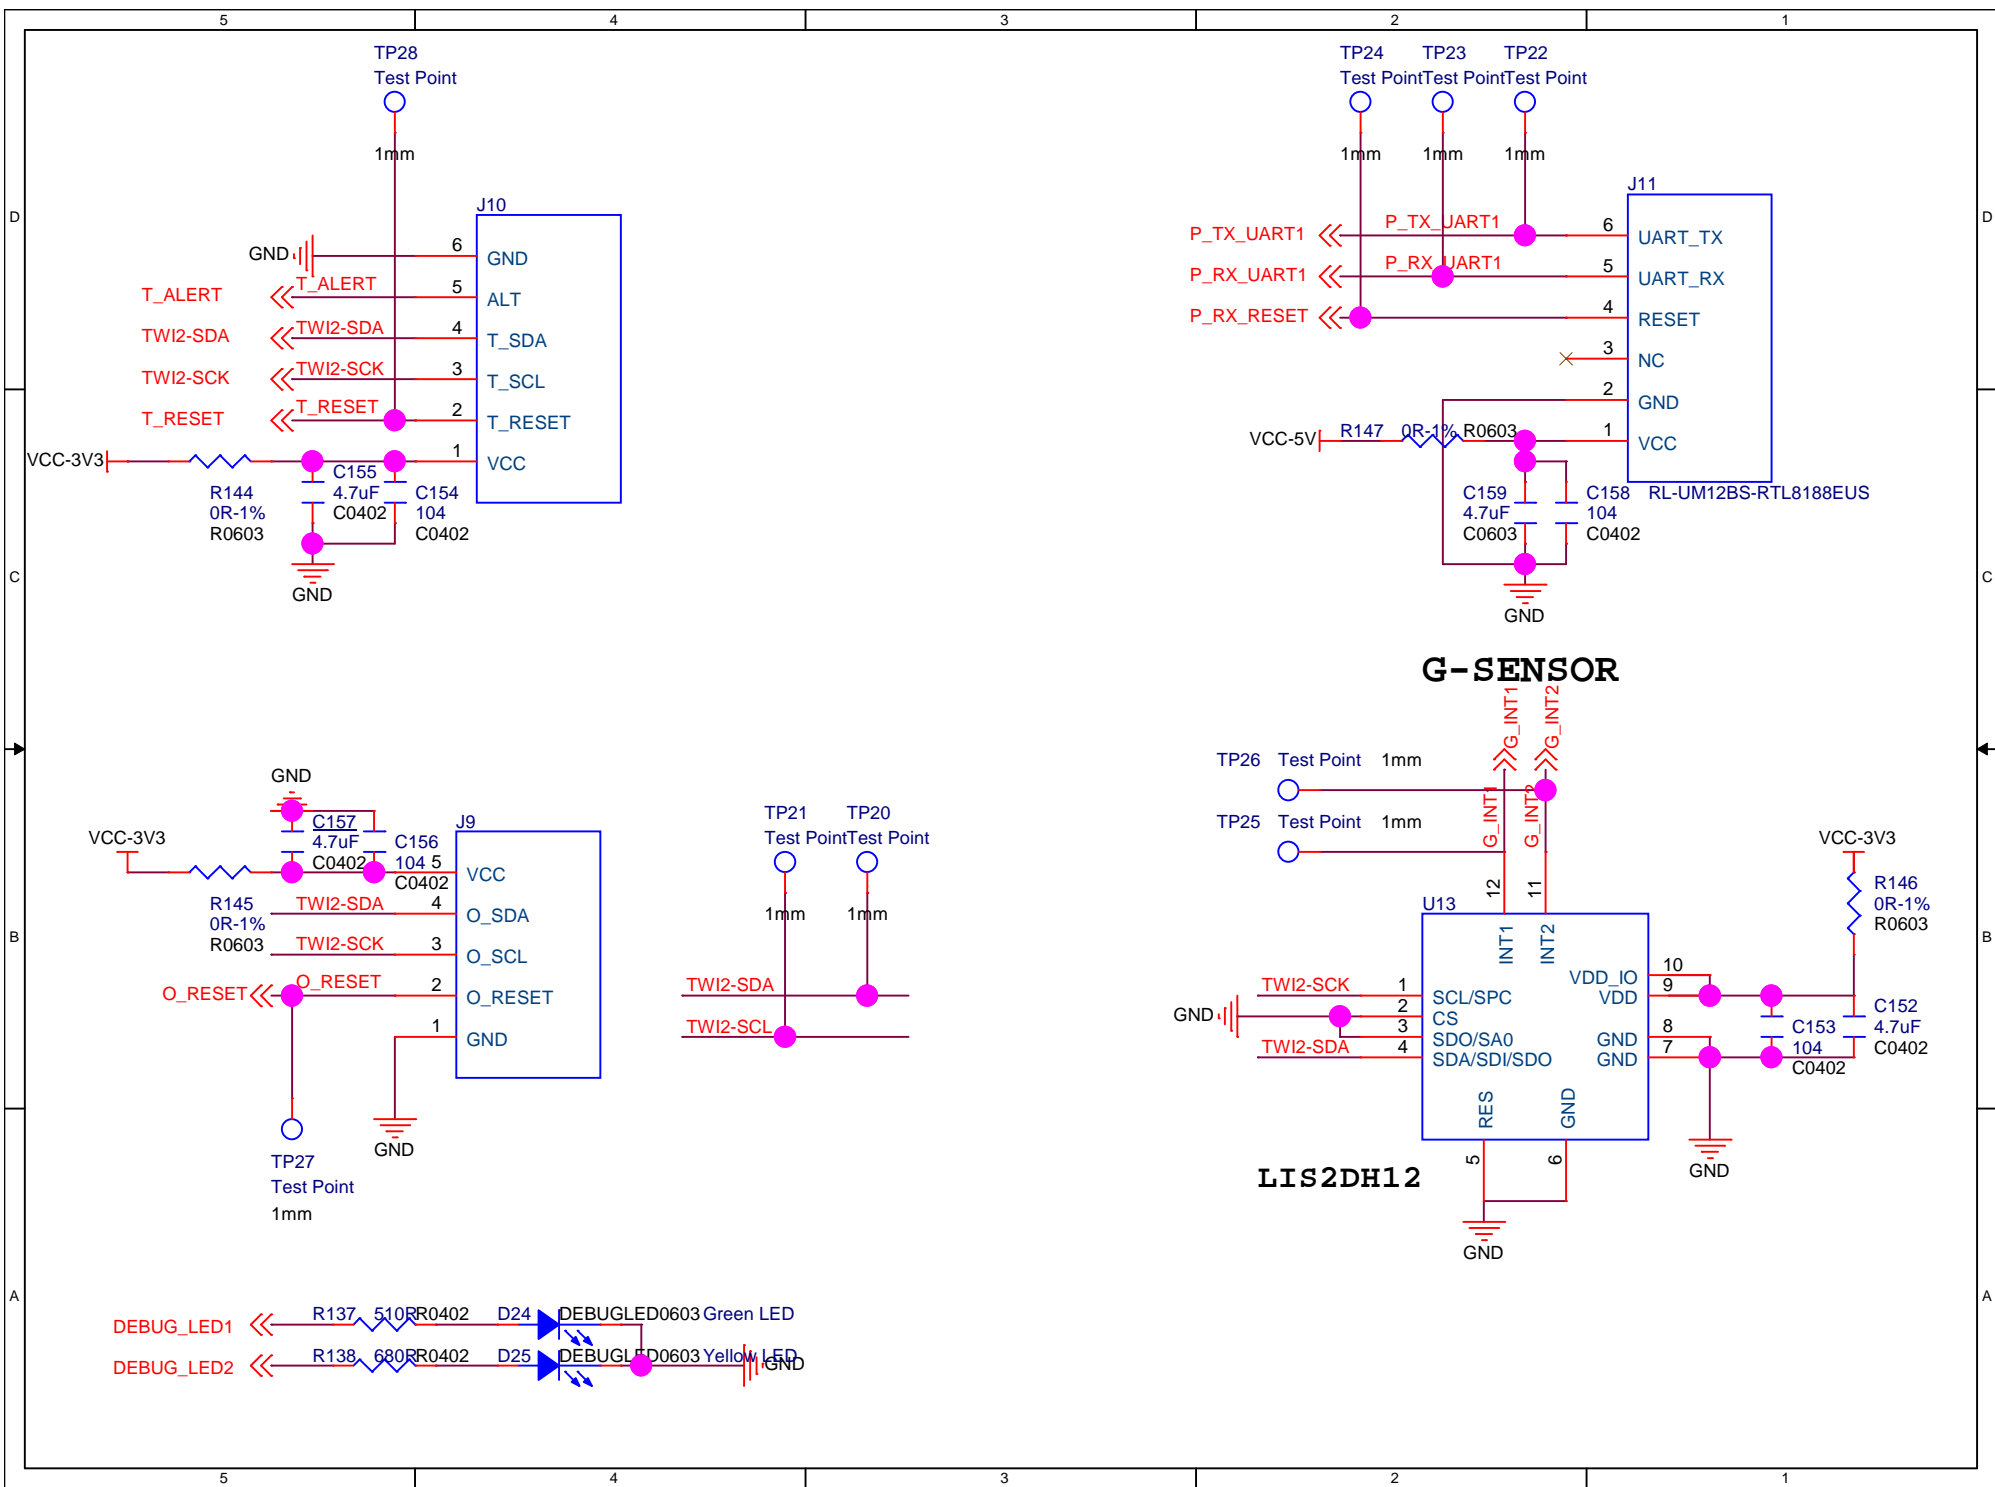 5 4 3 2 1
D
C
B
A
D
C
B
A
TP28
Test Point
1mm
J10
GND
6
GND
T_ALERT
T_ALERT
5
ALT
TWI2-SDA
TWI2-SDA
4
T_SDA
TWI2-SCK
TWI2-SCK
3
T_SCL
T_RESET
T_RESET
2
T_RESET
VCC-3V3
1
VCC
R144
0R-1%
R0603
C155
4.7uF
C0402
C154
104
C0402
GND
TP24
Test Point
1mm
TP23
Test Point
1mm
TP22
Test Point
1mm
J11
P_TX_UART1
P_TX_UART1
6
UART_TX
P_RX_UART1
P_RX_UART1
5
UART_RX
P_RX_RESET
4
RESET
3
NC
2
GND
VCC-5V
R147
0R-1%
R0603
1
VCC
RL-UM12BS-RTL8188EUS
C159
4.7uF
C0603
C158
104
C0402
GND
G-SENSOR
G_INT1
G_INT2
TP26
Test Point
1mm
TP25
Test Point
1mm
G_INT1
G_INT2
12
11
U13
INT1
INT2
TWI2-SCK
1
SCL/SPC
GND
2
CS
3
SDO/SA0
TWI2-SDA
4
SDA/SDI/SDO
10
VDD_IO
9
VDD
8
GND
7
GND
RES
GND
5
6
GND
LIS2DH12
VCC-3V3
R146
0R-1%
R0603
C153
104
C0402
C152
4.7uF
C0402
GND
GND
VCC-3V3
C157
4.7uF
C0402
C156
104
C0402
J9
5
VCC
R145
0R-1%
R0603
TWI2-SDA
4
O_SDA
TWI2-SCK
3
O_SCL
O_RESET
O_RESET
2
O_RESET
1
GND
GND
TP27
Test Point
1mm
TP21
Test Point
1mm
TP20
Test Point
1mm
TWI2-SDA
TWI2-SCL
DEBUG_LED1
R137
510R
R0402
D24
DEBUGLED0603
Green LED
DEBUG_LED2
R138
680R
R0402
D25
DEBUGLED0603
Yellow LED
GND
5 4 3 2 1